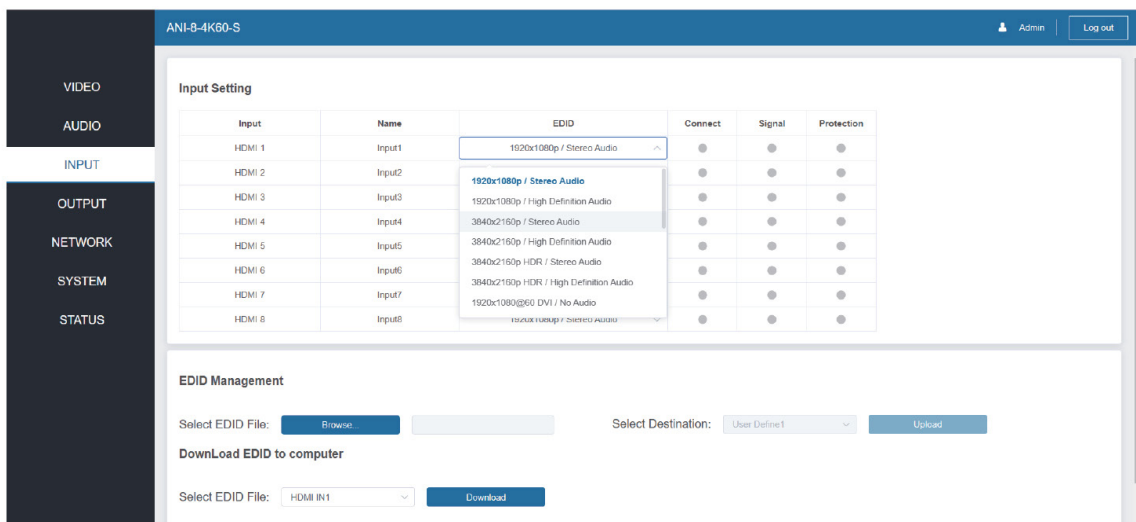 ANI-8-4K60-S
Admin
Log out
VIDEO
AUDIO
INPUT
OUTPUT
NETWORK
SYSTEM
STATUS
Input Setting
Input Name EDID Connect Signal Protection
HDMI 1 Input1 1920x1080p / Stereo Audio
HDMI 2 Input2
HDMI 3 Input3
HDMI 4 Input4
HDMI 5 Input5
HDMI 6 Input6
HDMI 7 Input7
HDMI 8 Input8 1920x1080p / Stereo Audio
1920x1080p / Stereo Audio
1920x1080p / High Definition Audio
3840x2160p / Stereo Audio
3840x2160p / High Definition Audio
3840x2160p HDR / Stereo Audio
3840x2160p HDR / High Definition Audio
1920x1080@60 DVI / No Audio
EDID Management
Select EDID File: Browse... Select Destination: User Define1 Upload
DownLoad EDID to computer
Select EDID File: HDMI IN1 Download